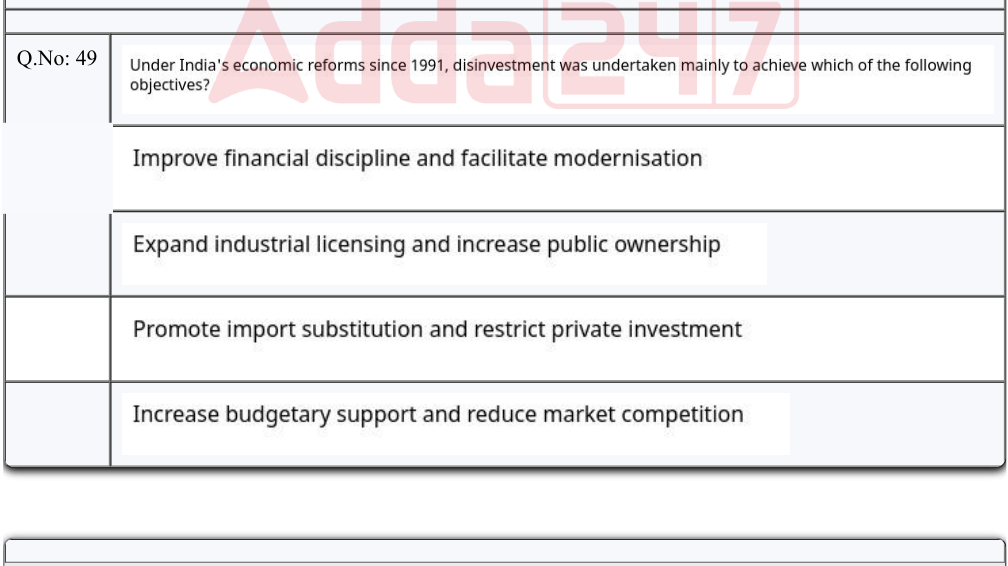 Adda247
Q.No: 49
Under India's economic reforms since 1991, disinvestment was undertaken mainly to achieve which of the following
objectives?
Improve financial discipline and facilitate modernisation
Expand industrial licensing and increase public ownership
Promote import substitution and restrict private investment
Increase budgetary support and reduce market competition